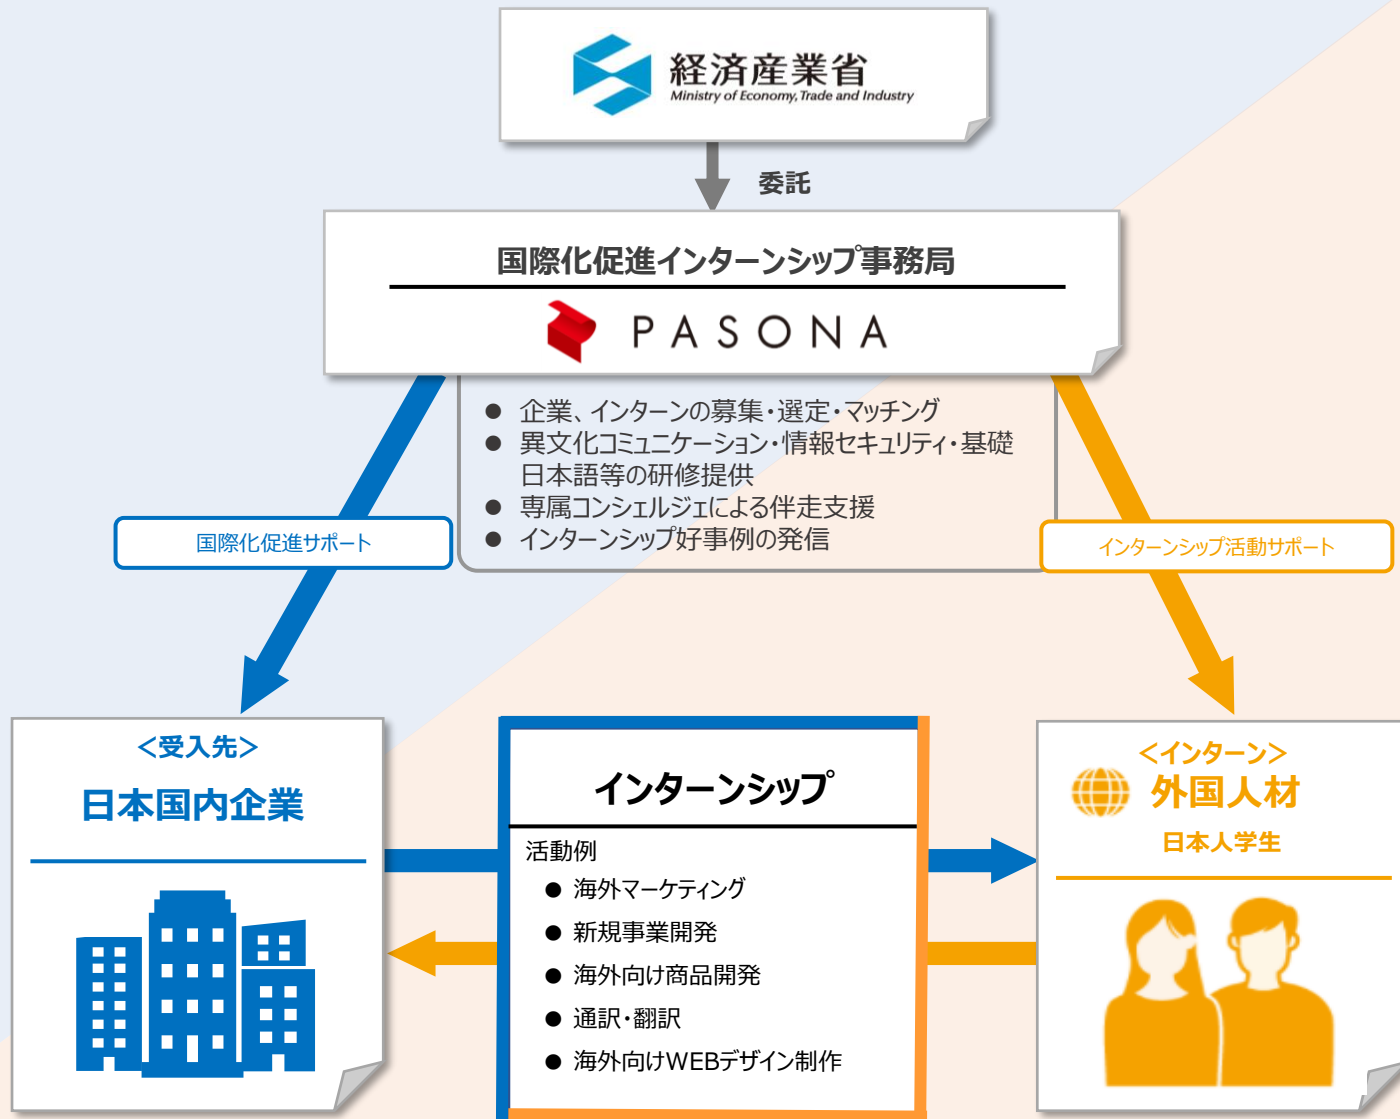 経済産業省
Ministry of Economy, Trade and Industry
委託
国際化促進インターンシップ事務局
PASONA
● 企業、インターンの募集・選定・マッチング
● 異文化コミュニケーション・情報セキュリティ・基礎
日本語等の研修提供
● 専属コンシェルジェによる伴走支援
● インターンシップ好事例の発信
国際化促進サポート
インターンシップ活動サポート
＜受入先＞
日本国内企業
インターンシップ
活動例
● 海外マーケティング
● 新規事業開発
● 海外向け商品開発
● 通訳・翻訳
● 海外向けWEBデザイン制作
＜インターン＞
外国人材
日本人学生